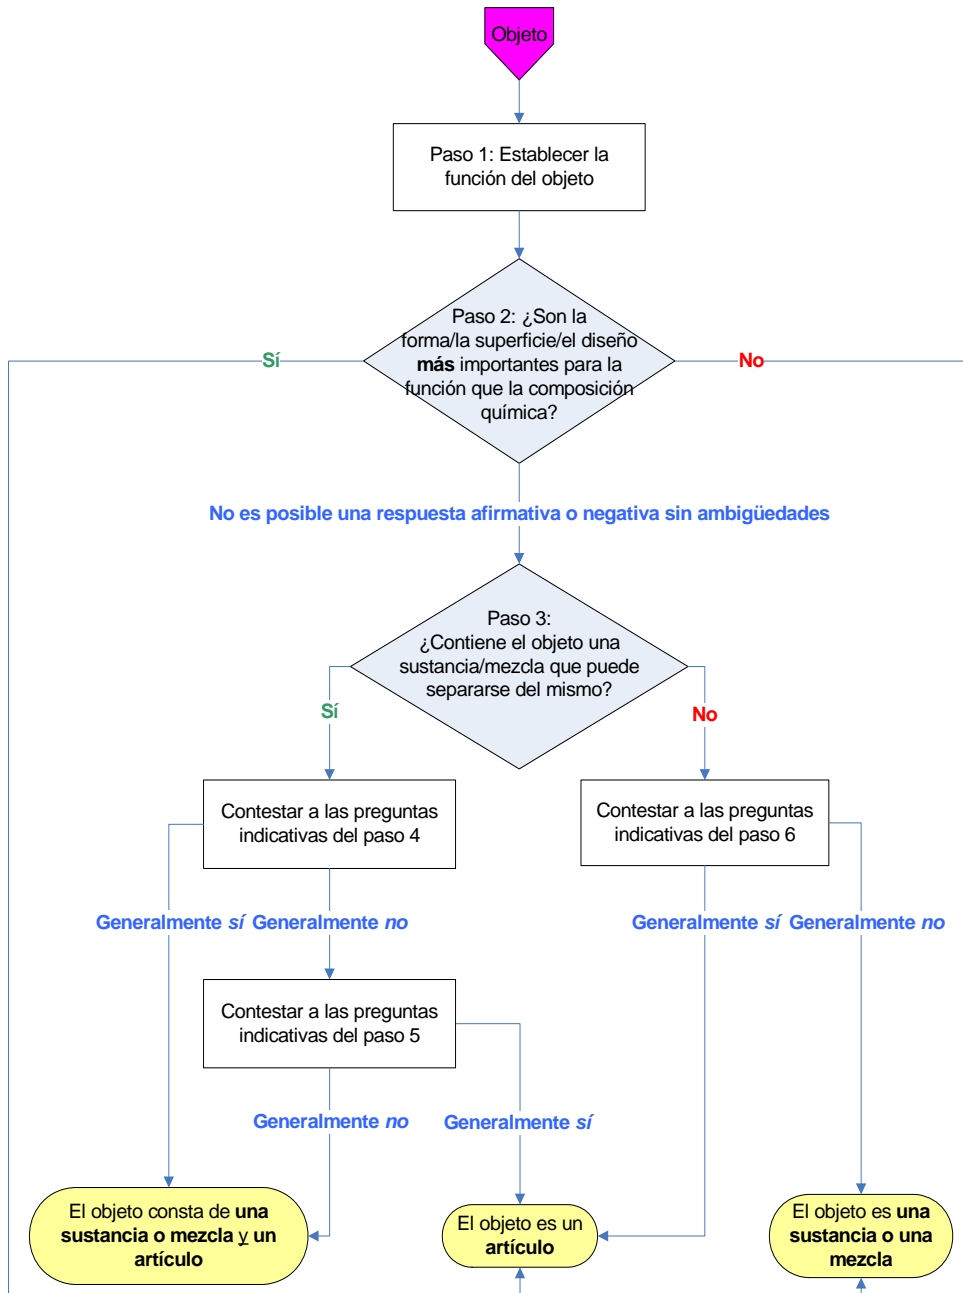 Objeto
Paso 1: Establecer la
función del objeto
Paso 2: ¿Son la
forma/la superficie/el diseño
más importantes para la
función que la composición
química?
Sí
No
No es posible una respuesta afirmativa o negativa sin ambigüedades
Paso 3:
¿Contiene el objeto una
sustancia/mezcla que puede
separarse del mismo?
Sí
No
Contestar a las preguntas
indicativas del paso 4
Contestar a las preguntas
indicativas del paso 6
Generalmente sí
Generalmente no
Generalmente sí
Generalmente no
Contestar a las preguntas
indicativas del paso 5
Generalmente no
Generalmente sí
El objeto consta de una
sustancia o mezcla y un
artículo
El objeto es un
artículo
El objeto es una
sustancia o una
mezcla